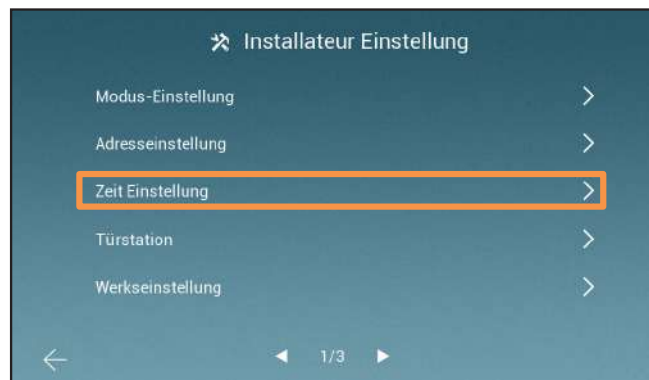 Installateur Einstellung
Modus-Einstellung
Adresseinstellung
Zeit Einstellung
Türstation
Werkseinstellung
1/3